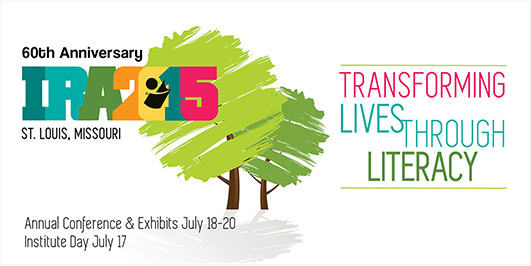 60th Anniversary
IRA2015
ST. LOUIS, MISSOURI
TRANSFORMING
LIVES
THROUGH
LITERACY
Annual Conference & Exhibits July 18-20
Institute Day July 17